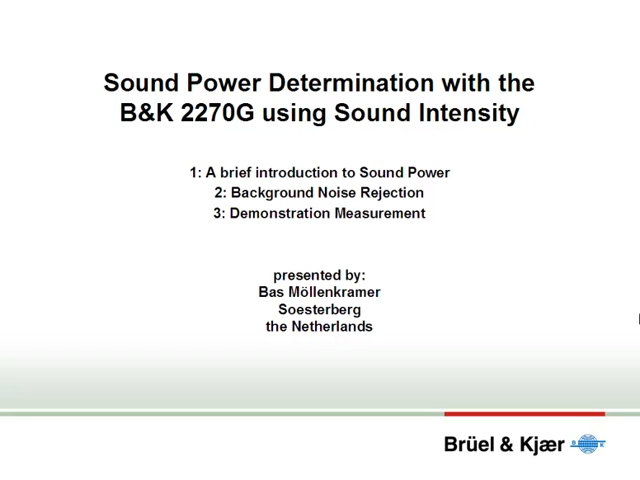 Sound Power Determination with the
B&K 2270G using Sound Intensity
1: A brief introduction to Sound Power
2: Background Noise Rejection
3: Demonstration Measurement
presented by:
Bas Möllenkramer
Soesterberg
the Netherlands
Brüel & Kjær B K